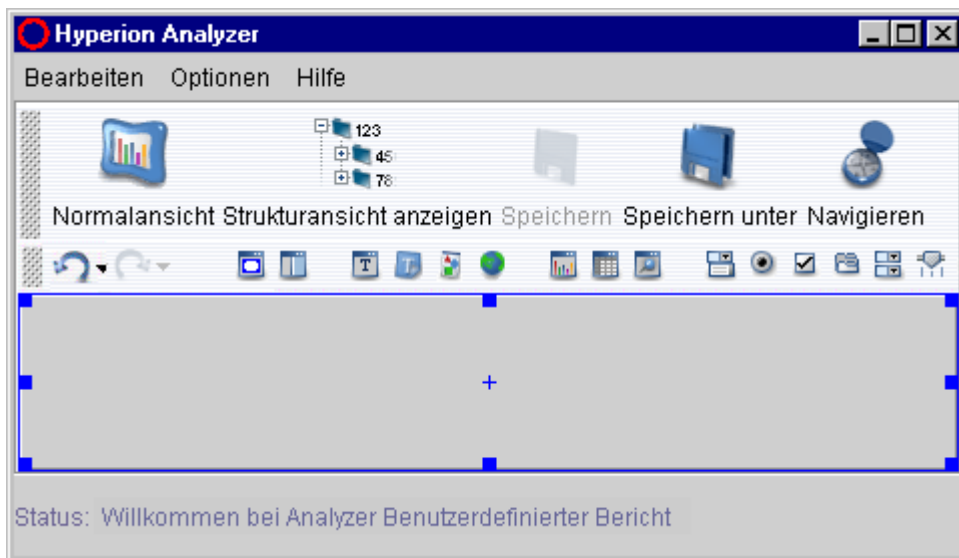 Hyperion Analyzer
Bearbeiten Optionen Hilfe
123
45
78
Normalansicht Strukturansicht anzeigen Speichern Speichern unter Navigieren
Status: Willkommen bei Analyzer Benutzerdefinierter Bericht